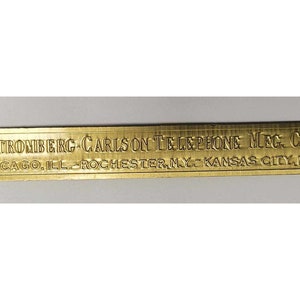 TROMBERG-CARLSON TELEPHONE MFG. C
CAGO, ILL.-ROCHESTER, N.Y.-KANSAS CITY,